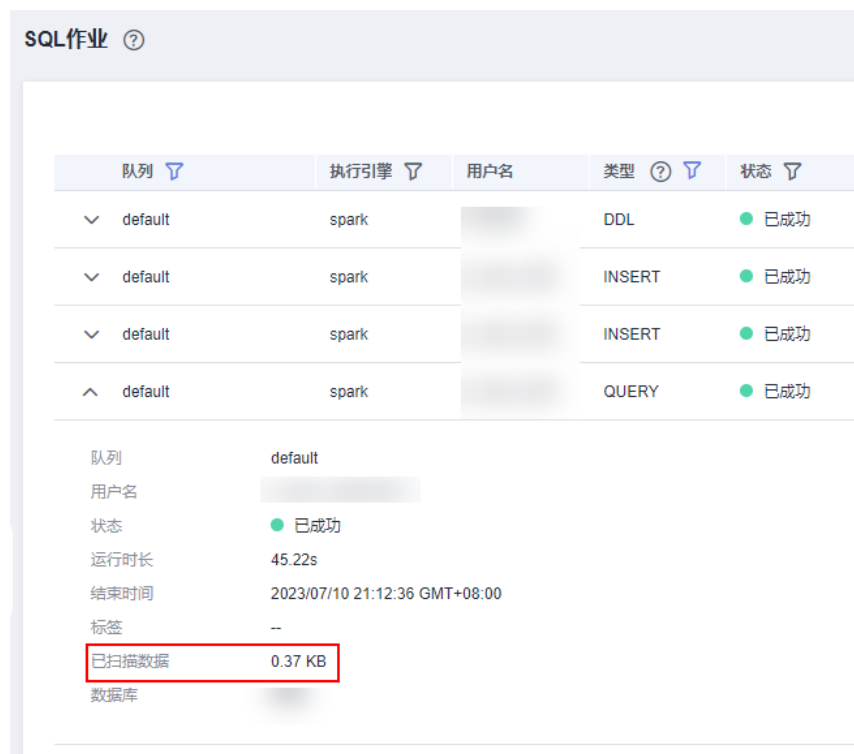 SQL作业 ?
队列 执行引擎 用户名 类型 ? 状态
default spark DDL 已成功
default spark INSERT 已成功
default spark INSERT 已成功
default spark QUERY 已成功
队列 default
用户名
状态 已成功
运行时长 45.22s
结束时间 2023/07/10 21:12:36 GMT+08:00
标签 --
已扫描数据 0.37 KB
数据库